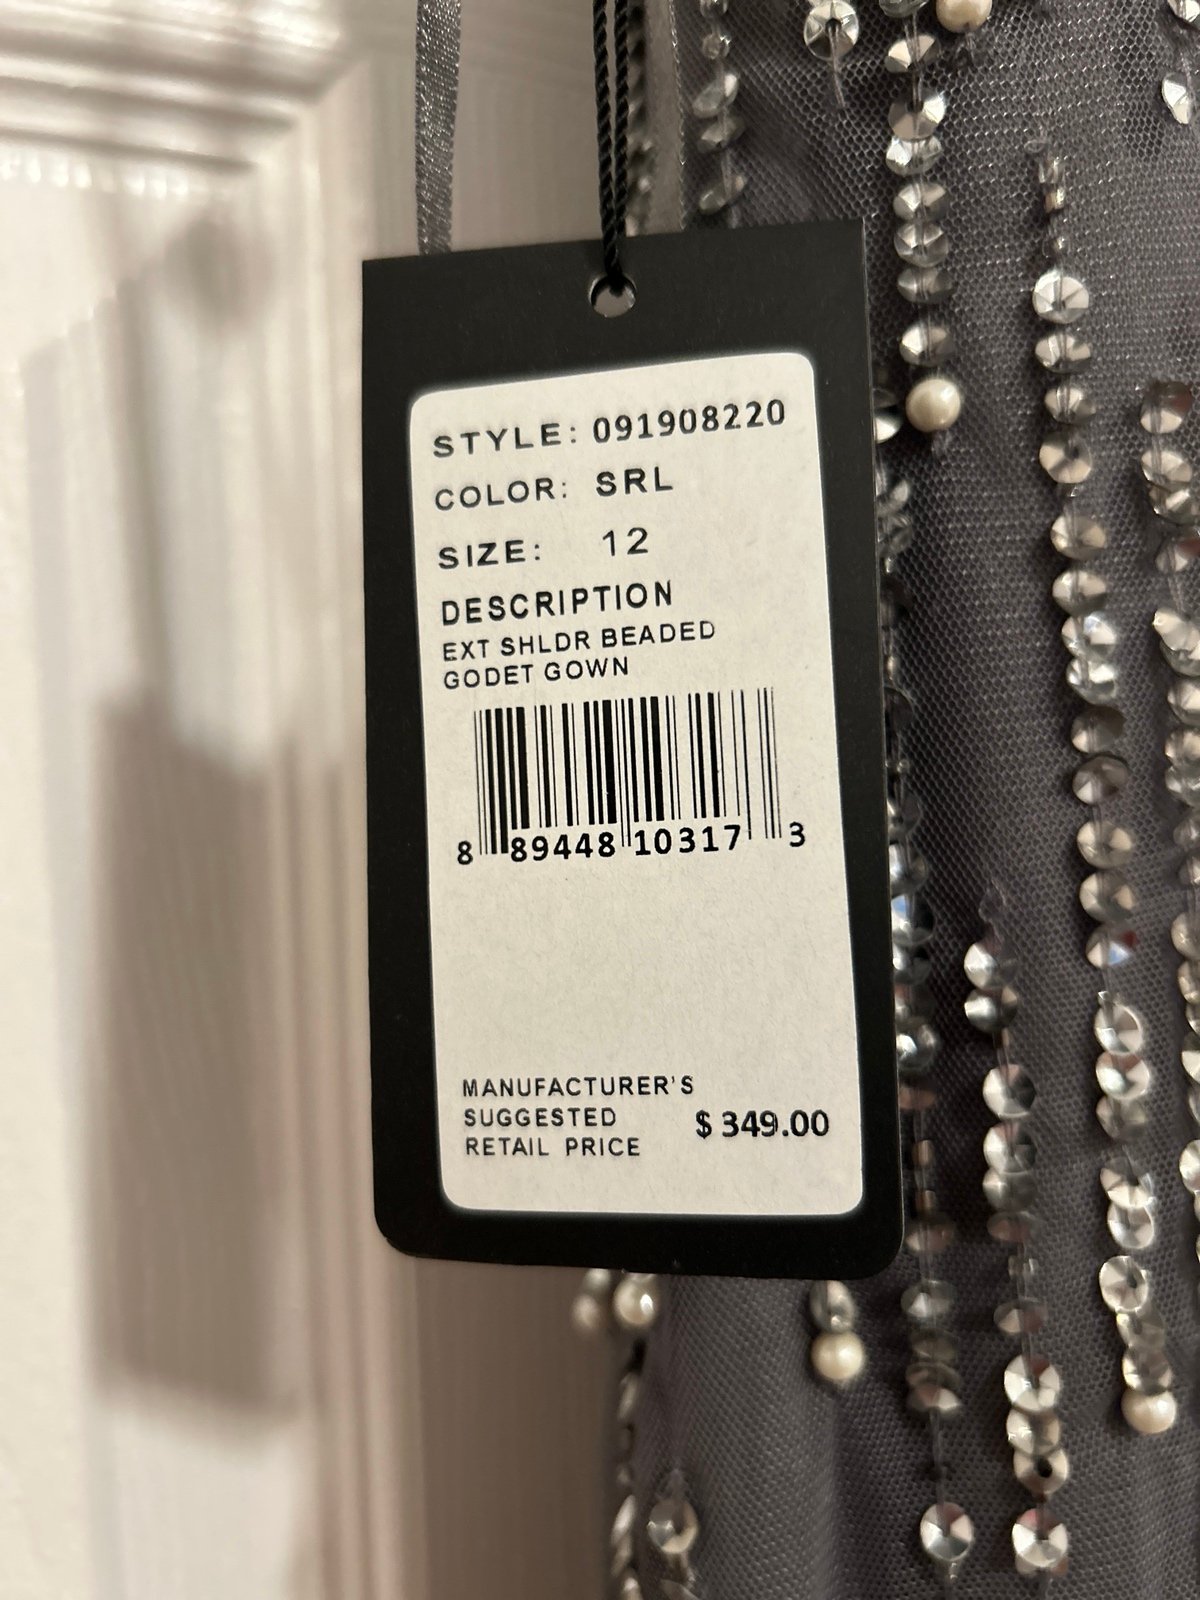 STYLE: 091908220
COLOR: SRL
SIZE: 12
DESCRIPTION
EXT SHLDR BEADED
GODET GOWN
8 89448 10317 3
MANUFACTURER'S
SUGGESTED
RETAIL PRICE $349.00